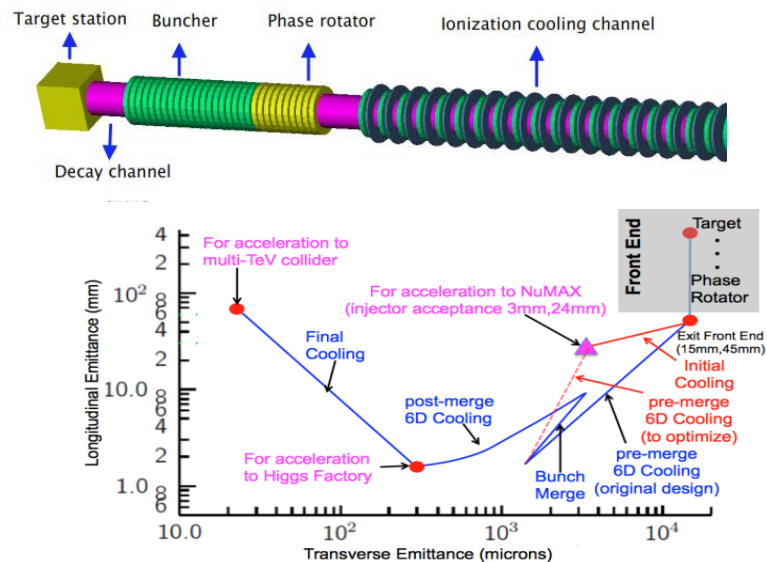 Target station
Buncher
Phase rotator
Ionization cooling channel
Decay channel
Longitudinal Emittance (mm)
4
2
10²
8
6
4
2
10.0
8
6
4
2
1.0
8
6
For acceleration to
multi-TeV collider
Final
Cooling
For acceleration
to Higgs Factory
post-merge
6D Cooling
For acceleration to NuMAX
(injector acceptance 3mm,24mm)
Front End
Target
Phase
Rotator
Exit Front End
(15mm,45mm)
Initial
Cooling
pre-merge
6D Cooling
(to optimize)
pre-merge
6D Cooling
(original design)
Bunch
Merge
10.0
10²
10³
10⁴
Transverse Emittance (microns)